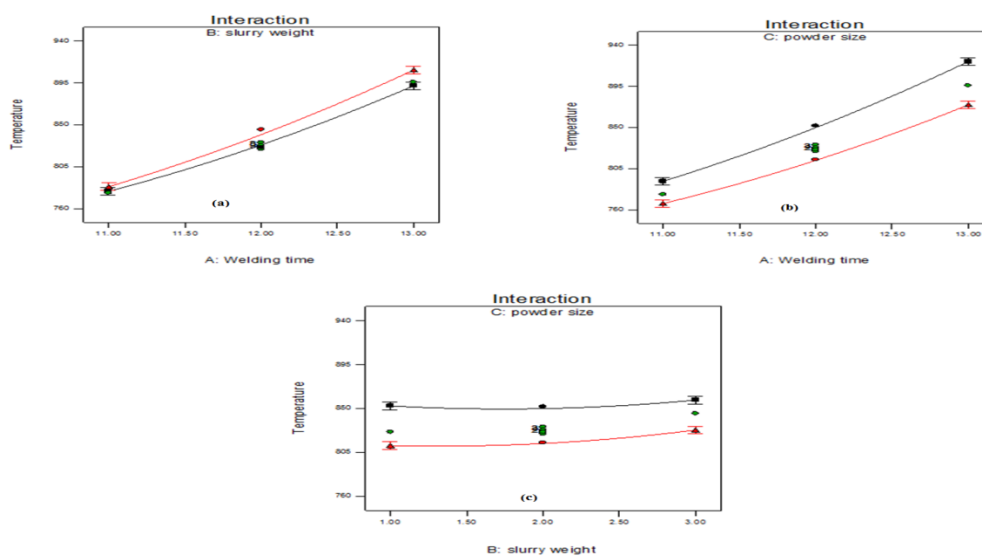 Interaction
B: slurry weight
Temperature
940
895
850
805
760
5
(a)
11.00 11.50 12.00 12.50 13.00
A: Welding time
Interaction
C: powder size
Temperature
940
895
850
805
760
(b)
11.00 11.50 12.00 12.50 13.00
A: Welding time
Interaction
C: powder size
Temperature
940
895
850
805
760
(c)
1.00 1.50 2.00 2.50 3.00
B: slurry weight